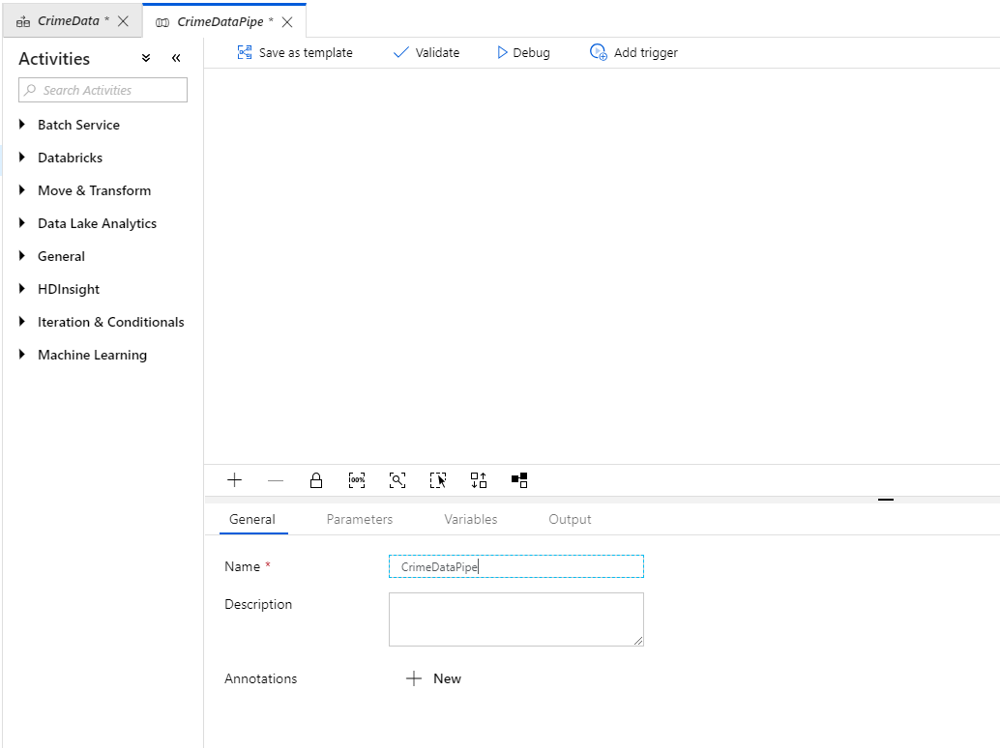 CrimeData *
CrimeDataPipe *
Activities
Search Activities
Batch Service
Databricks
Move & Transform
Data Lake Analytics
General
HDInsight
Iteration & Conditionals
Machine Learning
Save as template
Validate
Debug
Add trigger
100%
General
Parameters
Variables
Output
Name *
CrimeDataPipe
Description
Annotations
New